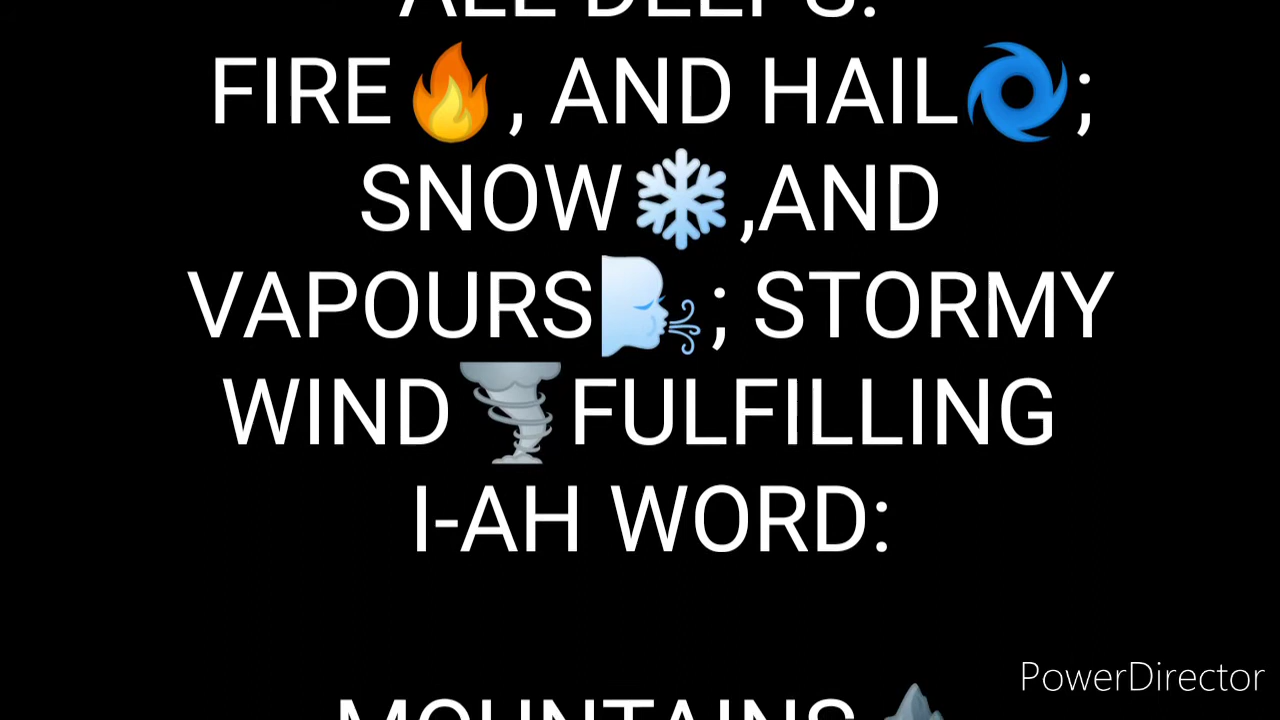 ALL DEEPS:
FIRE🔥, AND HAIL🌀;
SNOW❄️,AND
VAPOURS🌬️; STORMY
WIND🌪️FULFILLING
I-AH WORD:
MOUNTAINS⛰️
PowerDirector